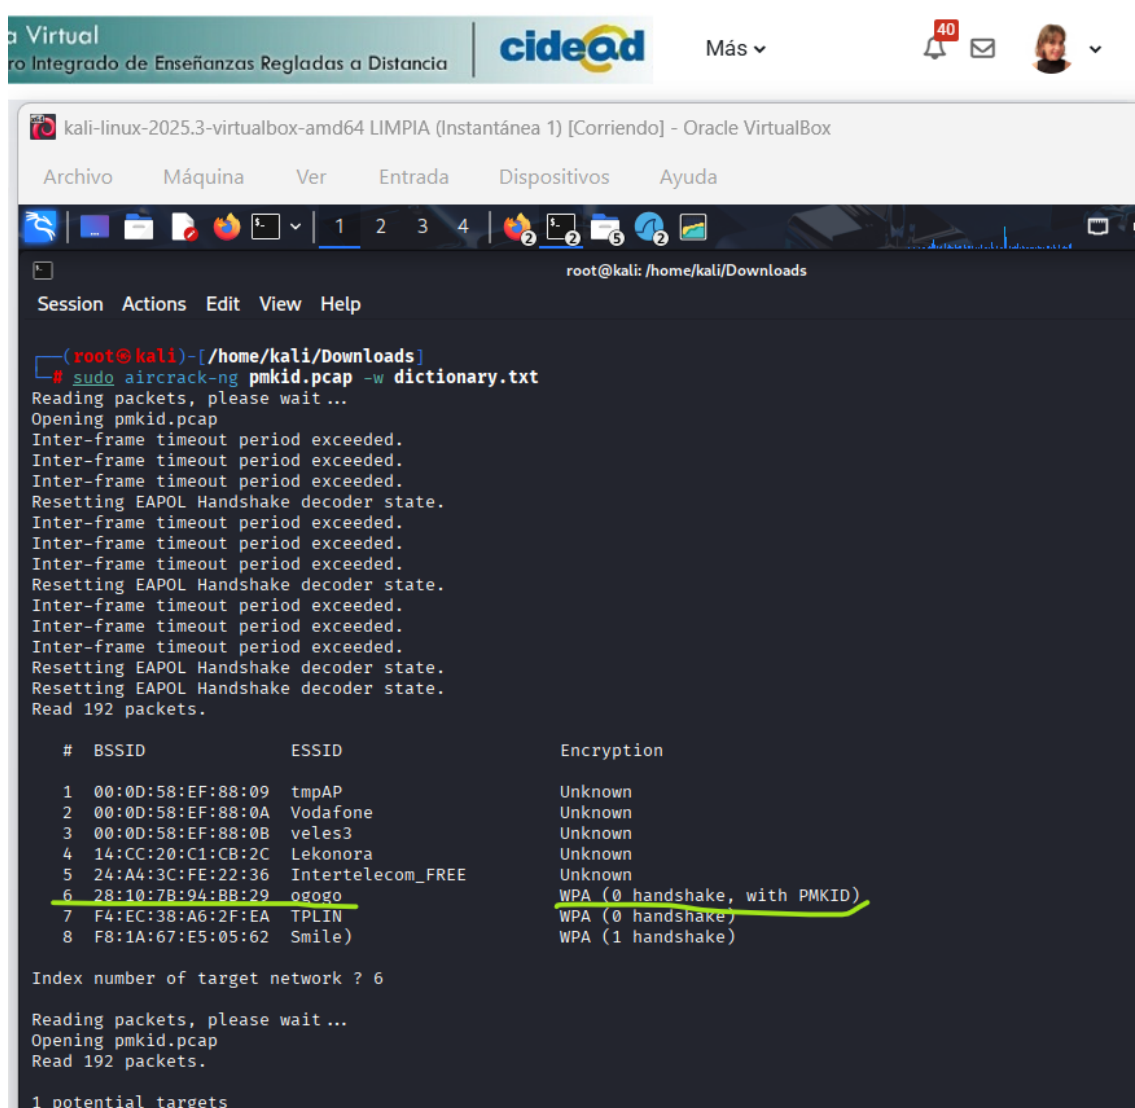 a Virtual
ro Integrado de Enseñanzas Regladas a Distancia
cidead
Más
40
kali-linux-2025.3-virtualbox-amd64 LIMPIA (Instantánea 1) [Corriendo] - Oracle VirtualBox
Archivo Máquina Ver Entrada Dispositivos Ayuda
1 2 3 4 2 2 5 2
root@kali: /home/kali/Downloads
Session Actions Edit View Help
(root㉿kali)-[/home/kali/Downloads]
# sudo aircrack-ng pmkid.pcap -w dictionary.txt
Reading packets, please wait...
Opening pmkid.pcap
Inter-frame timeout period exceeded.
Inter-frame timeout period exceeded.
Inter-frame timeout period exceeded.
Resetting EAPOL Handshake decoder state.
Inter-frame timeout period exceeded.
Inter-frame timeout period exceeded.
Inter-frame timeout period exceeded.
Resetting EAPOL Handshake decoder state.
Inter-frame timeout period exceeded.
Inter-frame timeout period exceeded.
Inter-frame timeout period exceeded.
Resetting EAPOL Handshake decoder state.
Resetting EAPOL Handshake decoder state.
Read 192 packets.
# BSSID ESSID Encryption
1 00:0D:58:EF:88:09 tmpAP Unknown
2 00:0D:58:EF:88:0A Vodafone Unknown
3 00:0D:58:EF:88:0B veles3 Unknown
4 14:CC:20:C1:CB:2C Lekonora Unknown
5 24:A4:3C:FE:22:36 Intertelecom_FREE Unknown
6 28:10:7B:94:BB:29 ogogo WPA (0 handshake, with PMKID)
7 F4:EC:38:A6:2F:EA TPLIN WPA (0 handshake)
8 F8:1A:67:E5:05:62 Smile) WPA (1 handshake)
Index number of target network ? 6
Reading packets, please wait...
Opening pmkid.pcap
Read 192 packets.
1 potential targets